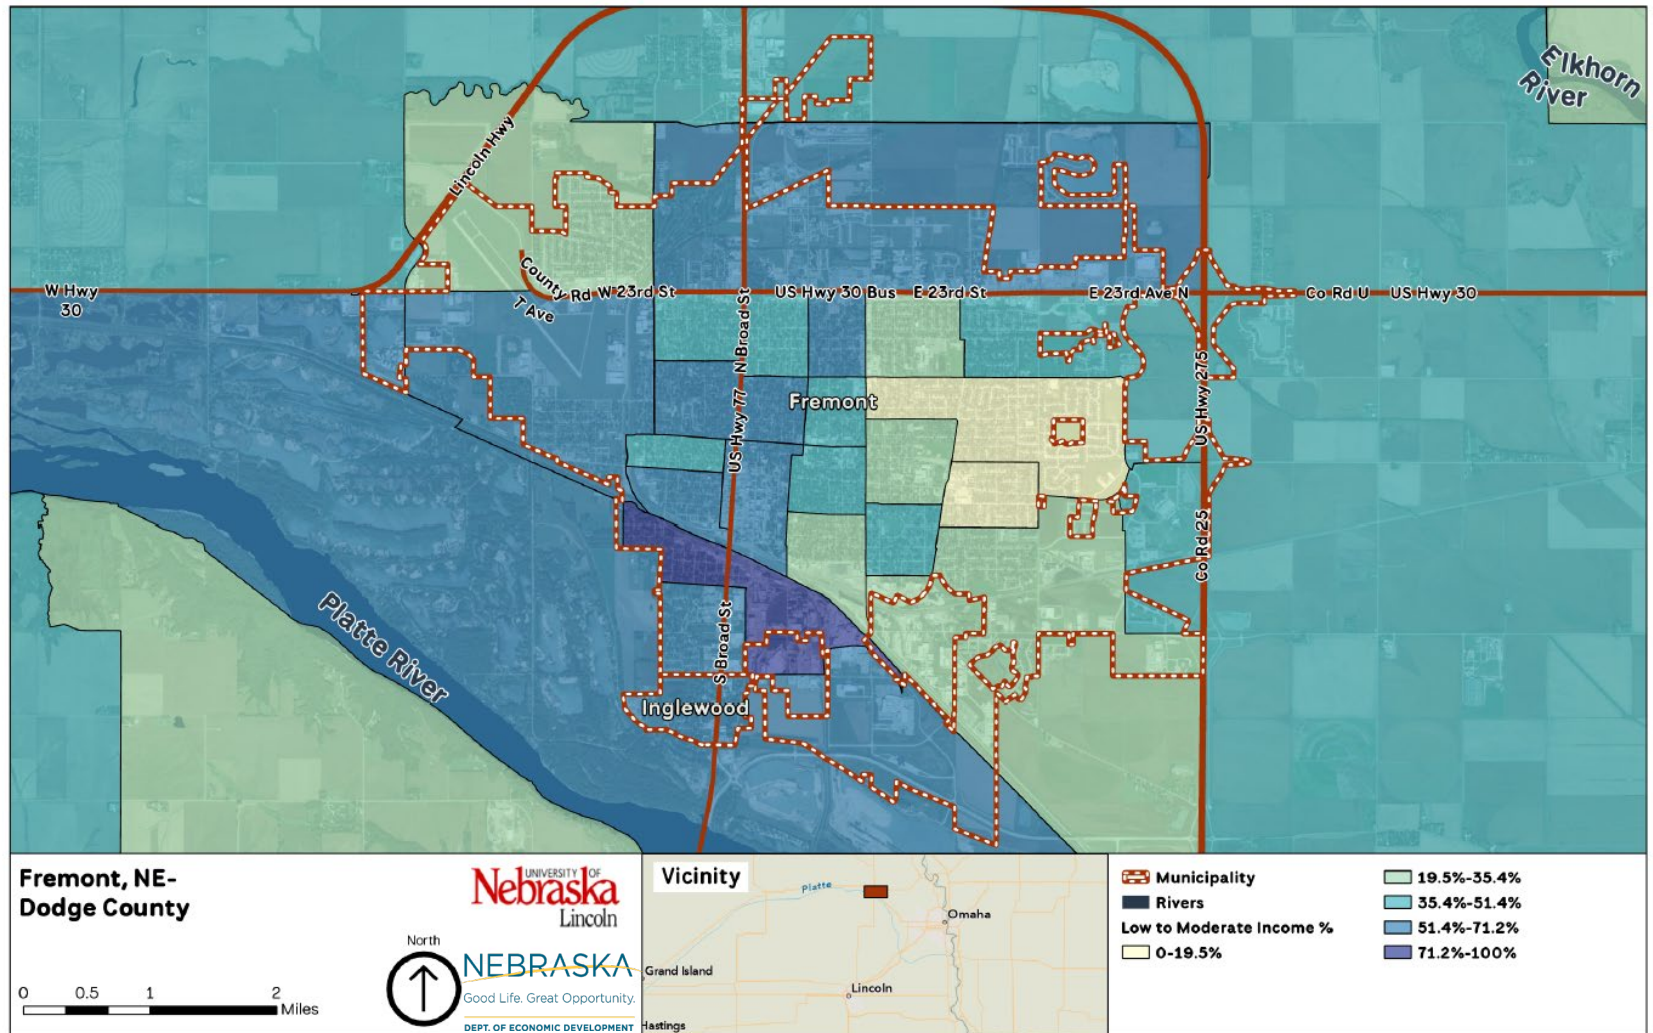 Elkhorn
River
Lincoln Hwy
W Hwy
30
County Rd
T Ave
W 23rd St
US Hwy 30 Bus
E 23rd St
E 23rd Ave N
Co Rd U
US Hwy 30
N Broad St
US Hwy 77
US Hwy 275
Fremont
Co Rd 25
Platte River
S Broad St
Inglewood
Fremont, NE-
Dodge County
UNIVERSITY OF
Nebraska
Lincoln
North
NEBRASKA
Good Life. Great Opportunity.
DEPT. OF ECONOMIC DEVELOPMENT
0 0.5 1 2
Miles
Vicinity
Platte
Omaha
Grand Island
Lincoln
Hastings
Municipality
Rivers
Low to Moderate Income %
0-19.5%
19.5%-35.4%
35.4%-51.4%
51.4%-71.2%
71.2%-100%